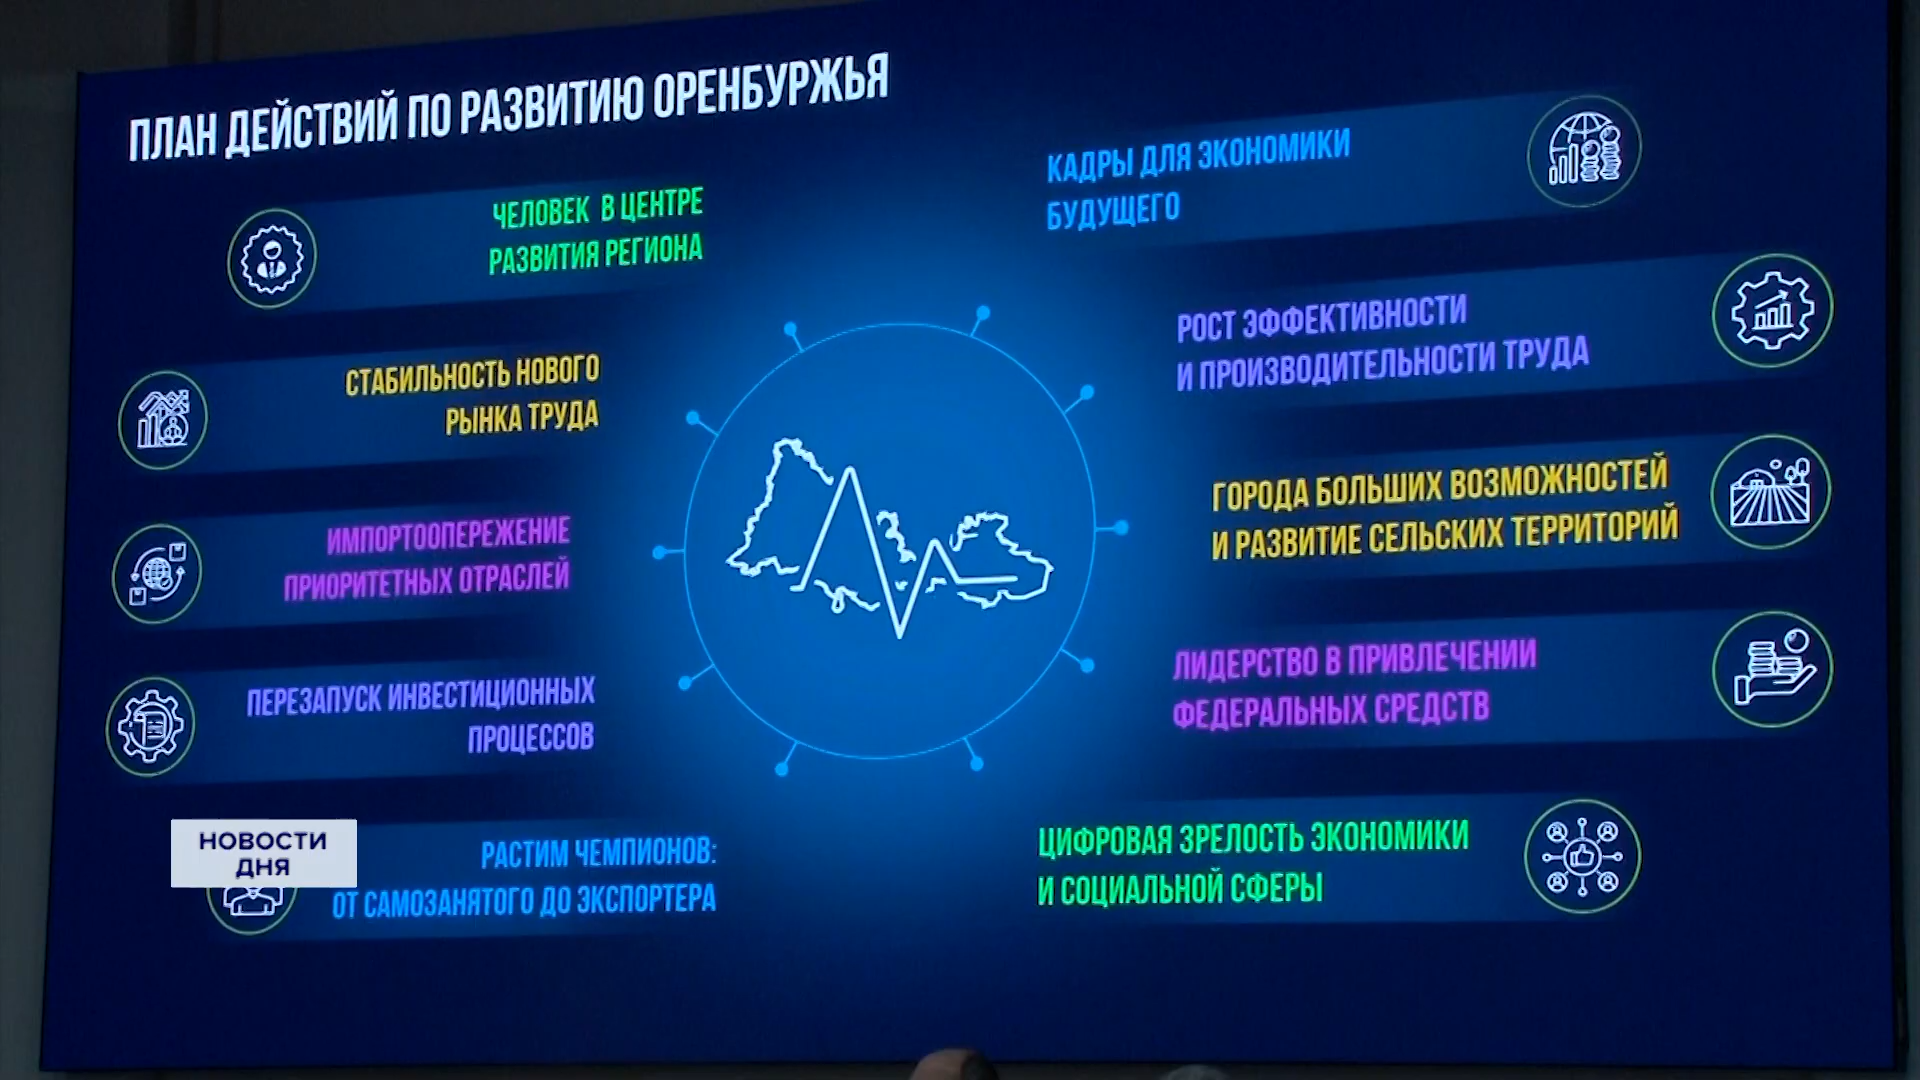 ПЛАН ДЕЙСТВИЙ ПО РАЗВИТИЮ ОРЕНБУРЖЬЯ
ЧЕЛОВЕК В ЦЕНТРЕ
РАЗВИТИЯ РЕГИОНА
СТАБИЛЬНОСТЬ НОВОГО
РЫНКА ТРУДА
ИМПОРТООПЕРЕЖЕНИЕ
ПРИОРИТЕТНЫХ ОТРАСЛЕЙ
ПЕРЕЗАПУСК ИНВЕСТИЦИОННЫХ
ПРОЦЕССОВ
РАСТИМ ЧЕМПИОНОВ:
ОТ САМОЗАНЯТОГО ДО ЭКСПОРТЕРА
КАДРЫ ДЛЯ ЭКОНОМИКИ
БУДУЩЕГО
РОСТ ЭФФЕКТИВНОСТИ
И ПРОИЗВОДИТЕЛЬНОСТИ ТРУДА
ГОРОДА БОЛЬШИХ ВОЗМОЖНОСТЕЙ
И РАЗВИТИЕ СЕЛЬСКИХ ТЕРРИТОРИЙ
ЛИДЕРСТВО В ПРИВЛЕЧЕНИИ
ФЕДЕРАЛЬНЫХ СРЕДСТВ
ЦИФРОВАЯ ЗРЕЛОСТЬ ЭКОНОМИКИ
И СОЦИАЛЬНОЙ СФЕРЫ
НОВОСТИ
ДНЯ